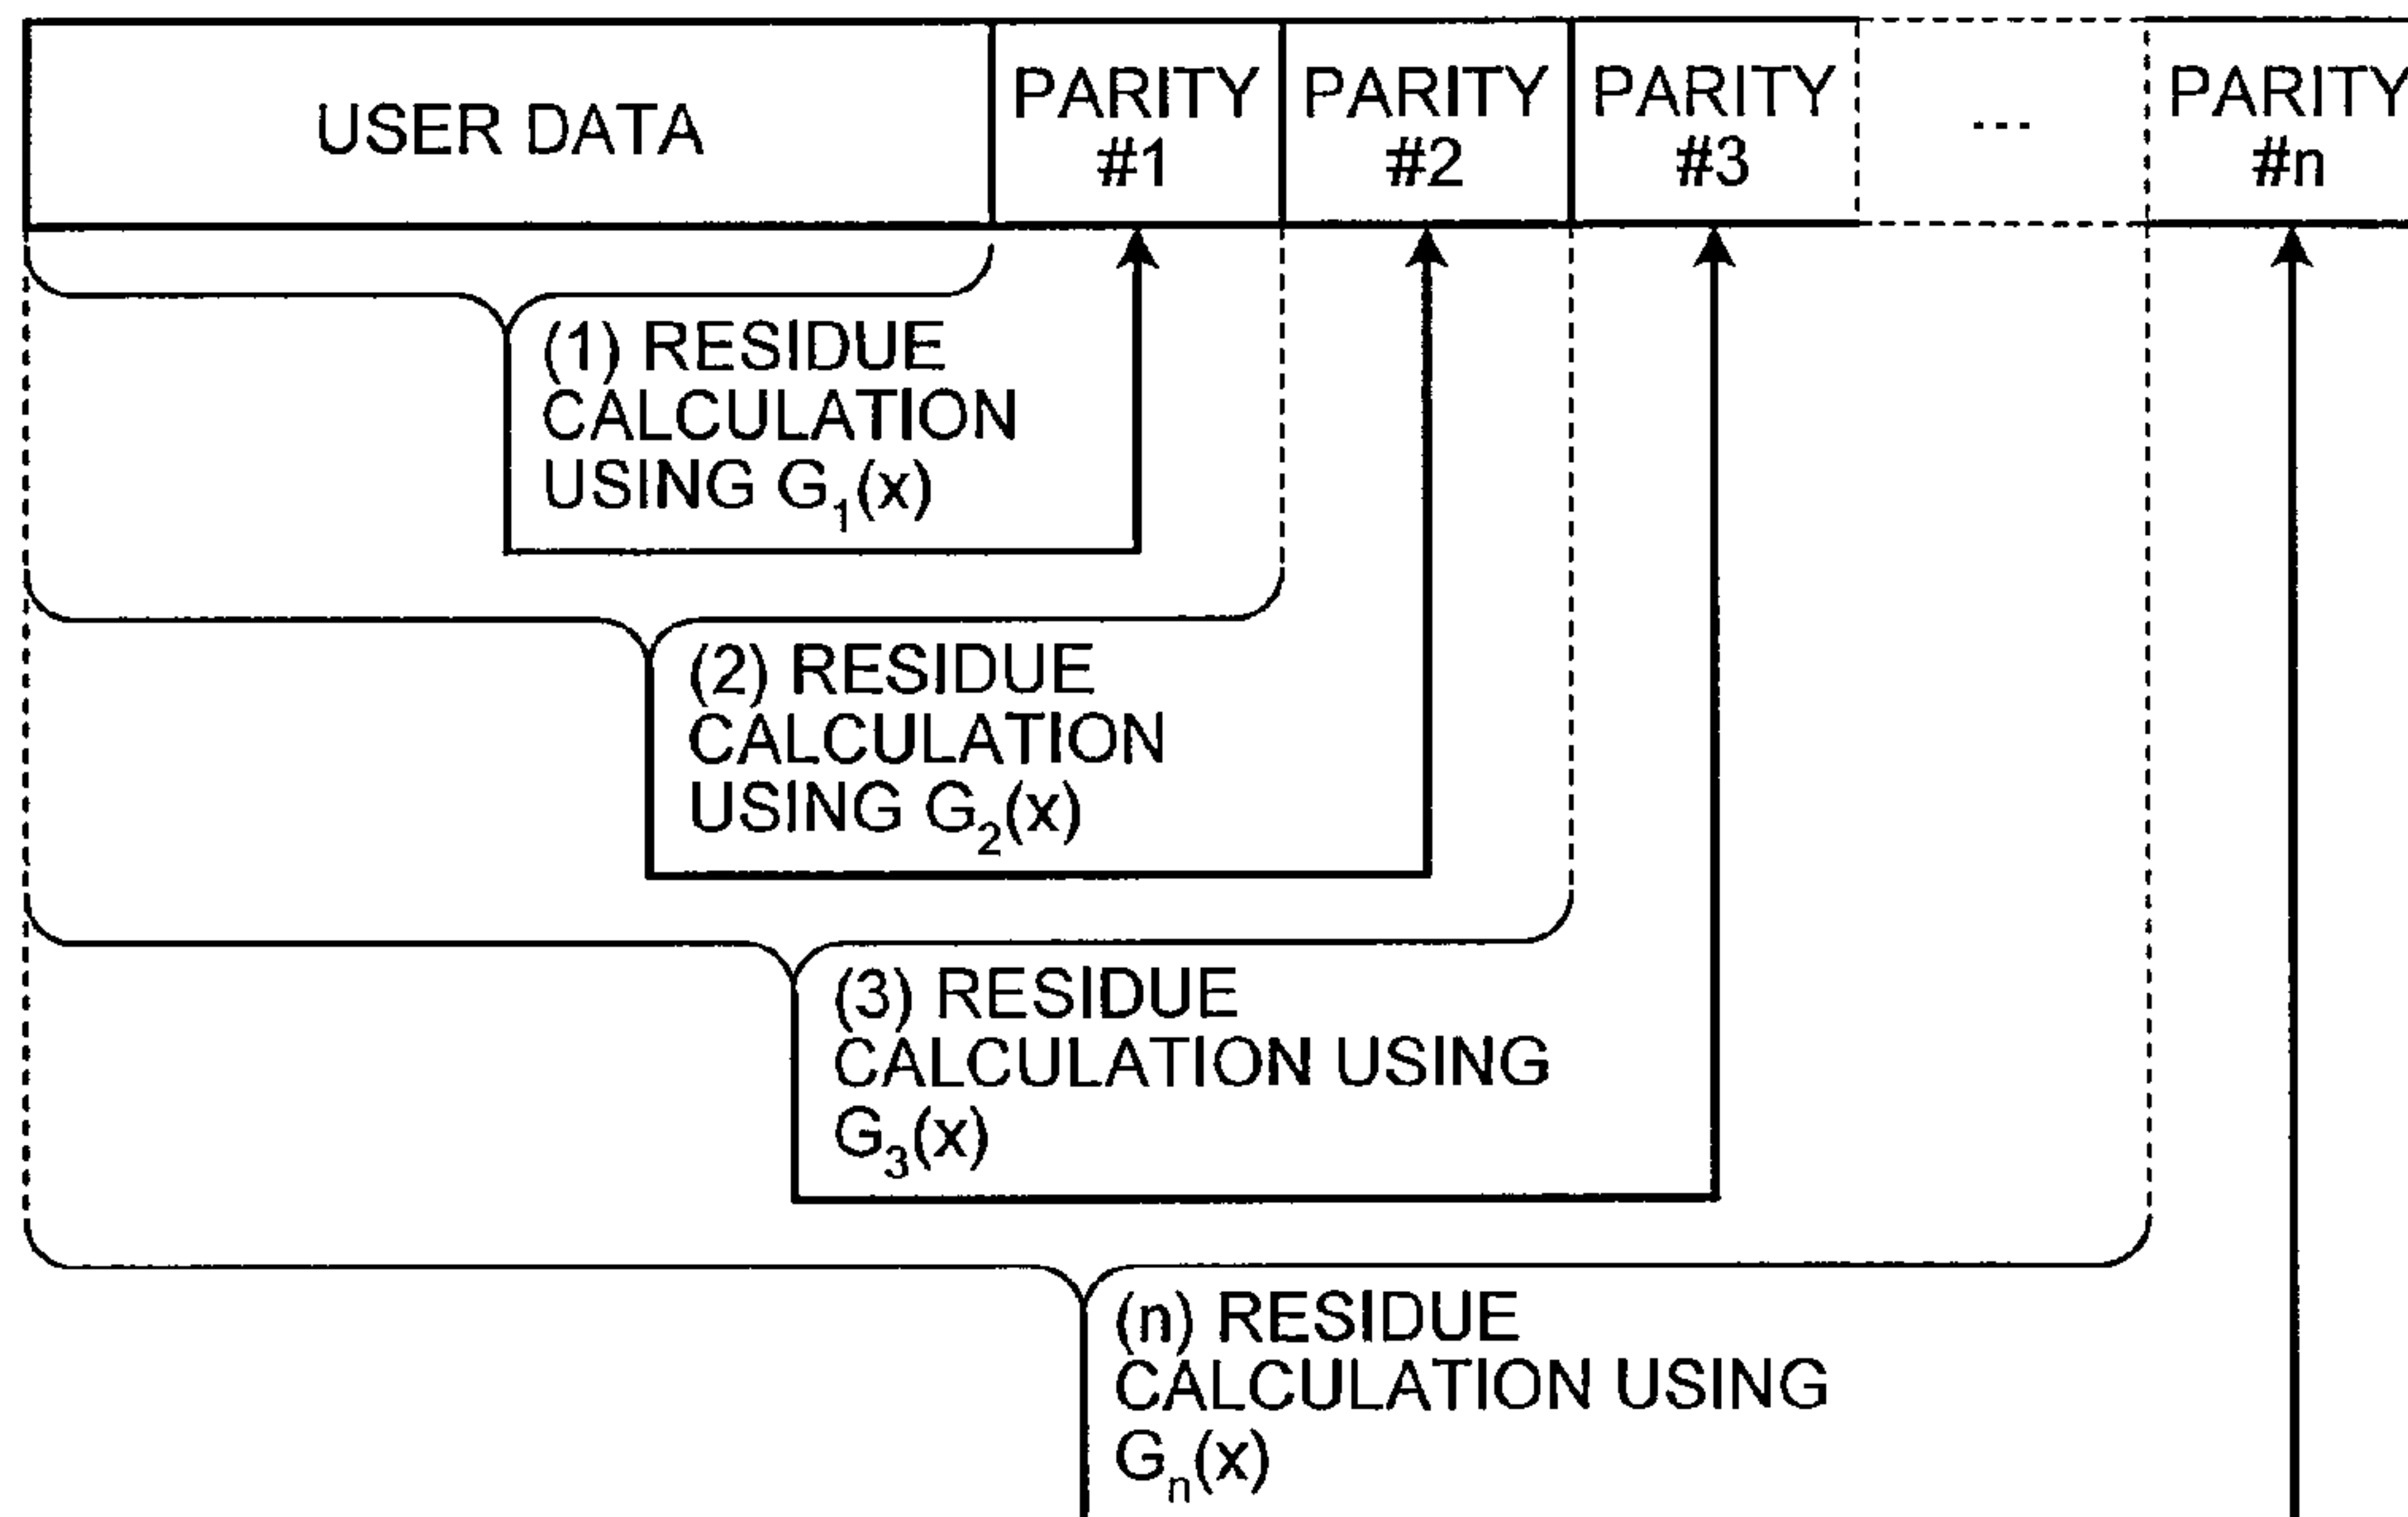 USER DATA
PARITY
#1
PARITY
#2
PARITY
#3
...
PARITY
#n
(1) RESIDUE
CALCULATION
USING G₁(x)
(2) RESIDUE
CALCULATION
USING G₂(x)
(3) RESIDUE
CALCULATION USING
G₃(x)
(n) RESIDUE
CALCULATION USING
Gₙ(x)